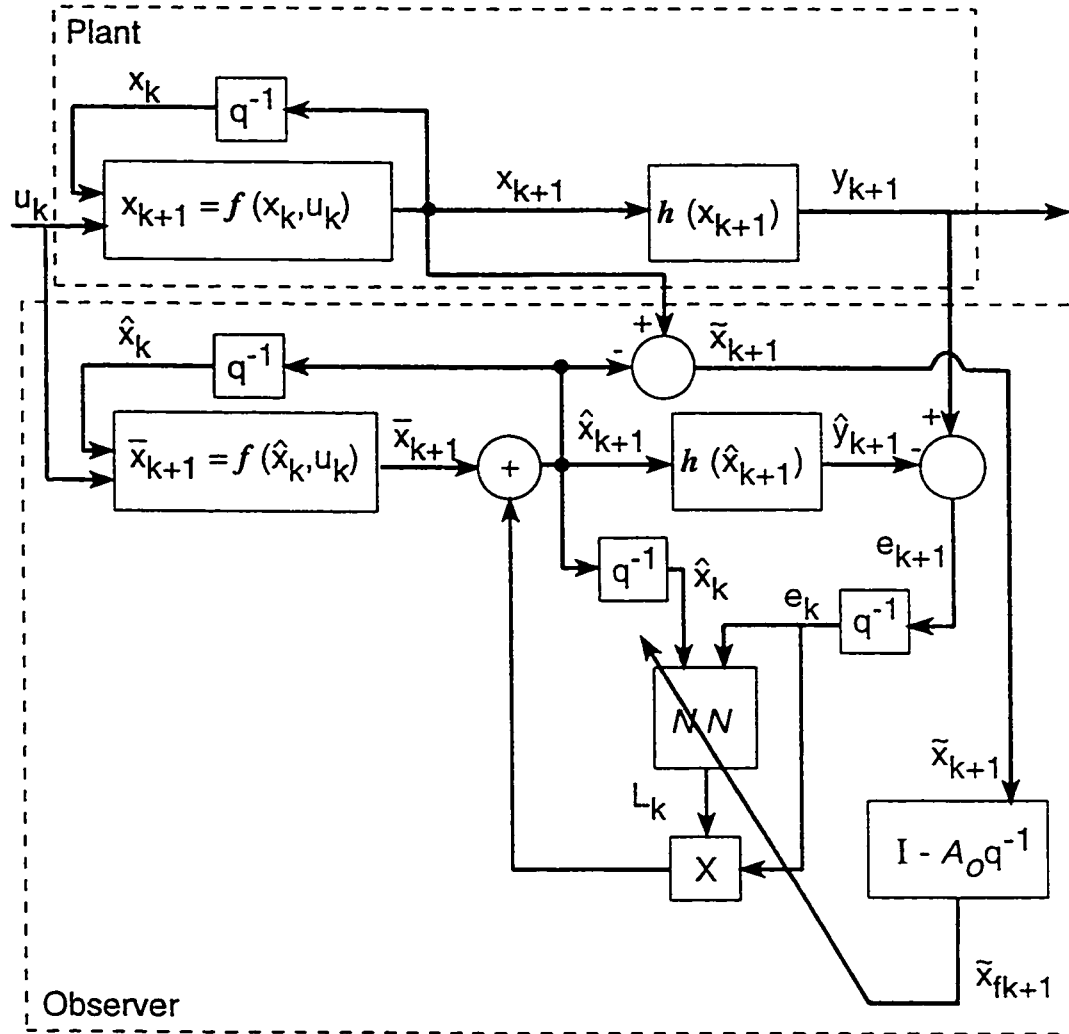 Plant
x_k
q⁻¹
u_k
x_{k+1} = f (x_k, u_k)
x_{k+1}
h (x_{k+1})
y_{k+1}
x̂_k
q⁻¹
+
-
x̃_{k+1}
x̄_{k+1} = f (x̂_k, u_k)
x̄_{k+1}
+
x̂_{k+1}
h (x̂_{k+1})
ŷ_{k+1}
+
-
q⁻¹
x̂_k
e_{k+1}
e_k
q⁻¹
N N
L_k
X
x̃_{k+1}
I - A_o q⁻¹
x̃_{fk+1}
Observer